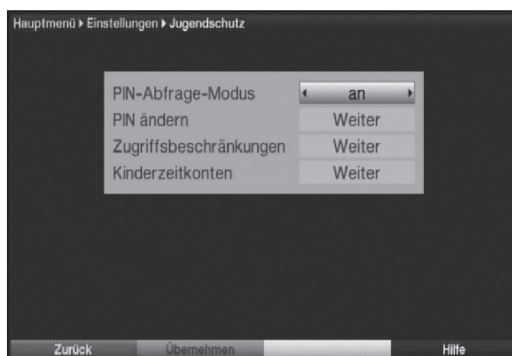 Hauptmenü ▸ Einstellungen ▸ Jugendschutz
PIN-Abfrage-Modus an
PIN ändern Weiter
Zugriffsbeschränkungen Weiter
Kinderzeitkonten Weiter
Zurück Übernehmen Hilfe